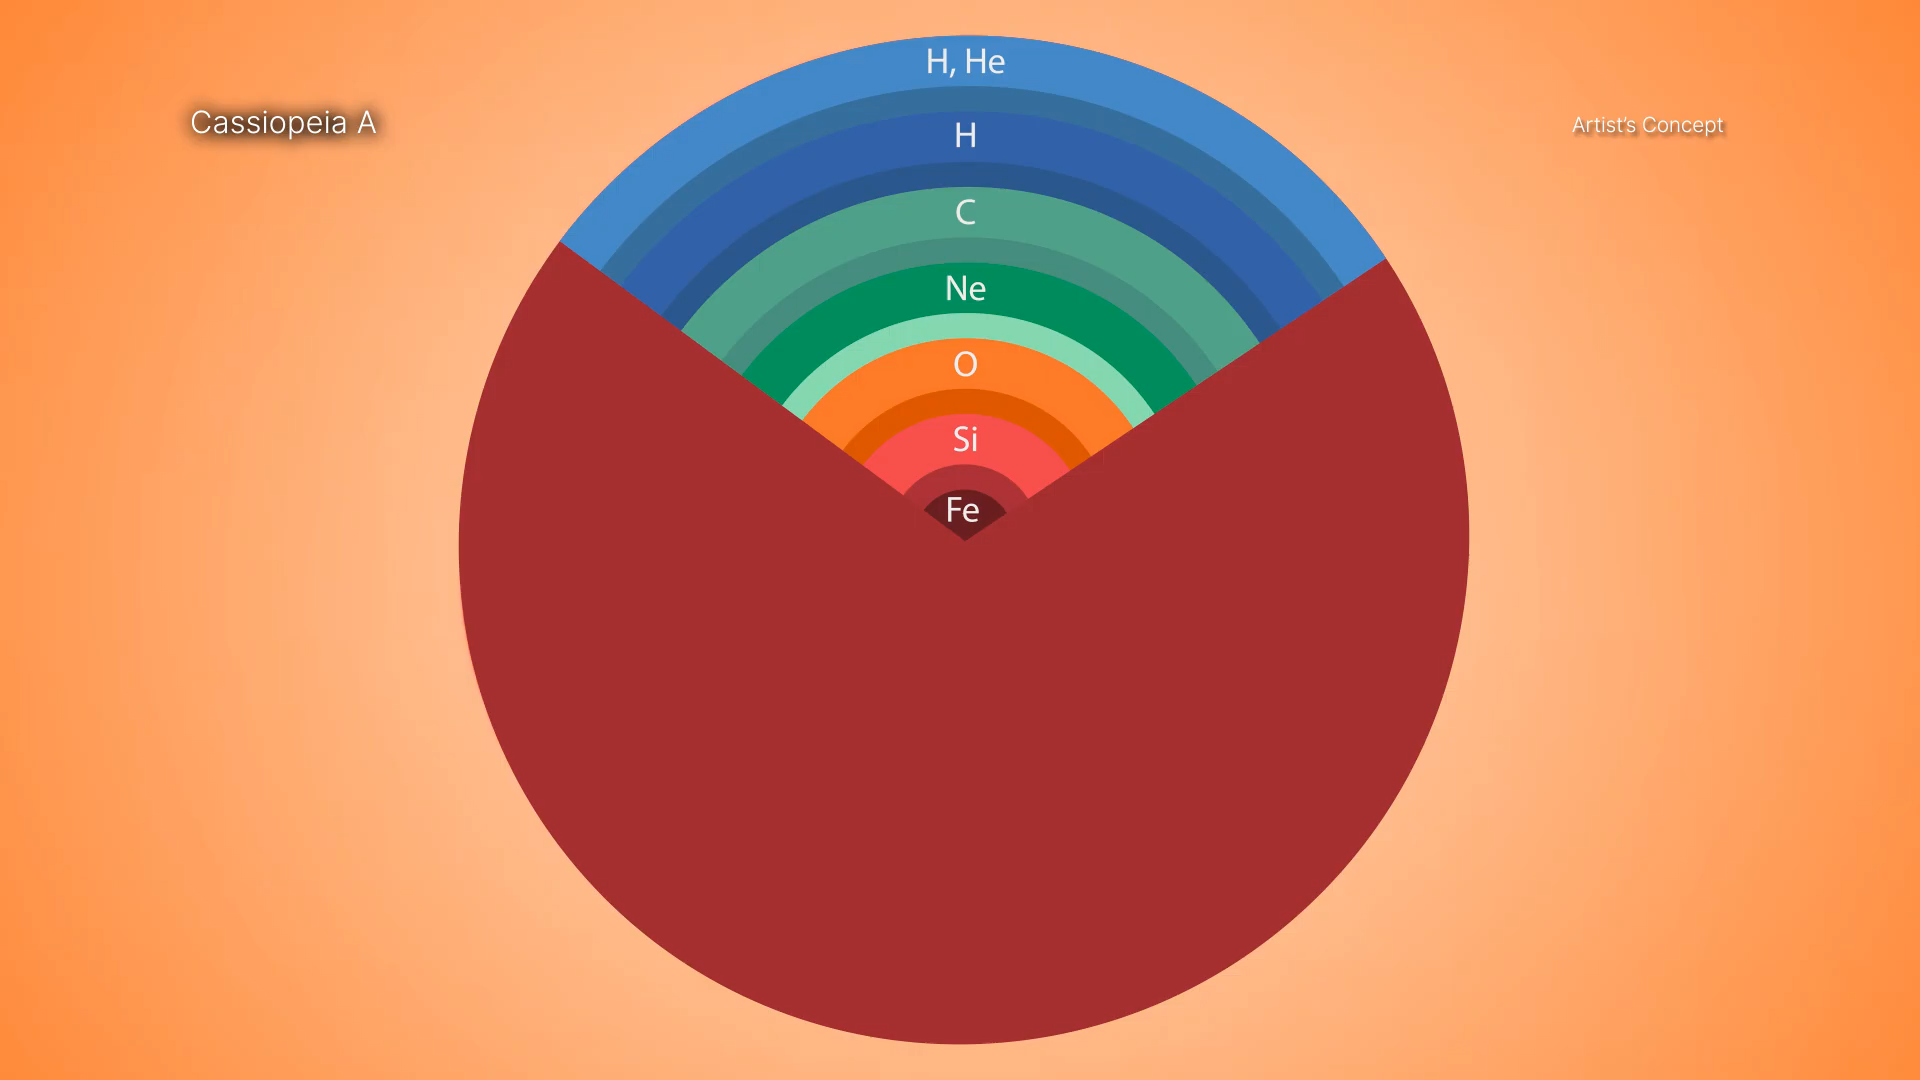 Cassiopeia A
Artist's Concept
H, He
H
C
Ne
O
Si
Fe